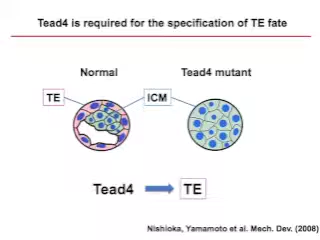 Tead4 is required for the specification of TE fate
Normal Tead4 mutant
TE ICM
Tead4 TE
Nishioka, Yamamoto et al. Mech. Dev. (2008)